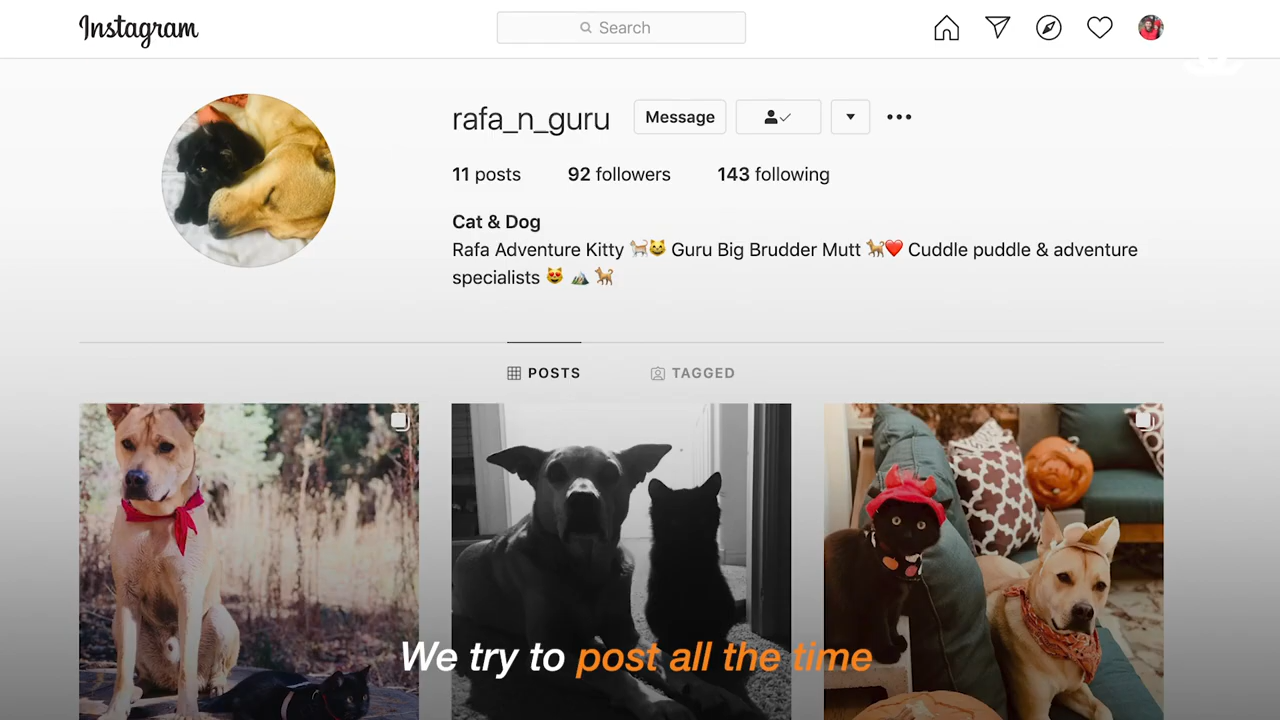 Instagram
Search
rafa_n_guru
Message
11 posts
92 followers
143 following
Cat & Dog
Rafa Adventure Kitty 🐈😺 Guru Big Brudder Mutt 🐕❤️ Cuddle puddle & adventure
specialists 😻 ⛰️ 🐕
POSTS
TAGGED
We try to post all the time